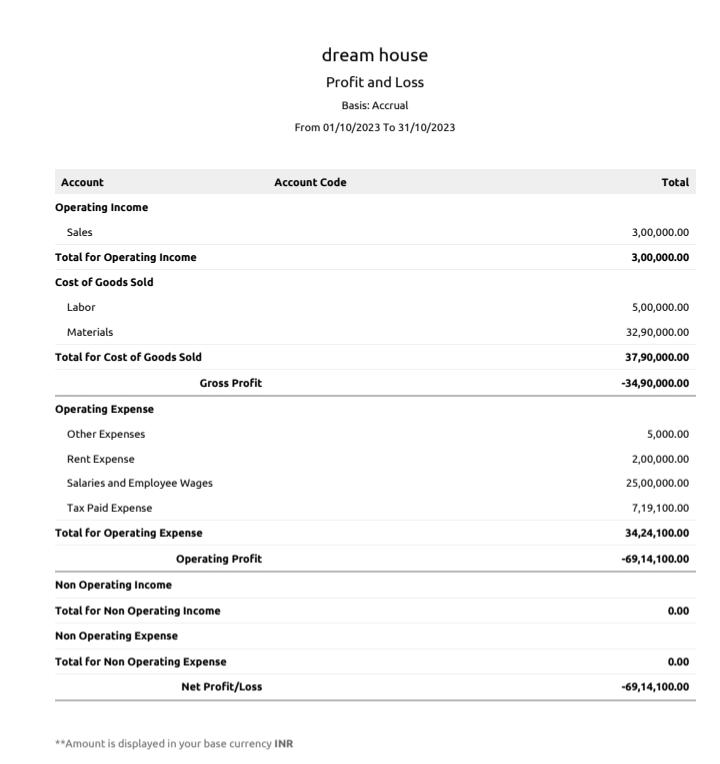 dream house
Profit and Loss
Basis: Accrual
From 01/10/2023 To 31/10/2023
Account Account Code Total
Operating Income
Sales 3,00,000.00
Total for Operating Income 3,00,000.00
Cost of Goods Sold
Labor 5,00,000.00
Materials 32,90,000.00
Total for Cost of Goods Sold 37,90,000.00
Gross Profit -34,90,000.00
Operating Expense
Other Expenses 5,000.00
Rent Expense 2,00,000.00
Salaries and Employee Wages 25,00,000.00
Tax Paid Expense 7,19,100.00
Total for Operating Expense 34,24,100.00
Operating Profit -69,14,100.00
Non Operating Income
Total for Non Operating Income 0.00
Non Operating Expense
Total for Non Operating Expense 0.00
Net Profit/Loss -69,14,100.00
**Amount is displayed in your base currency INR